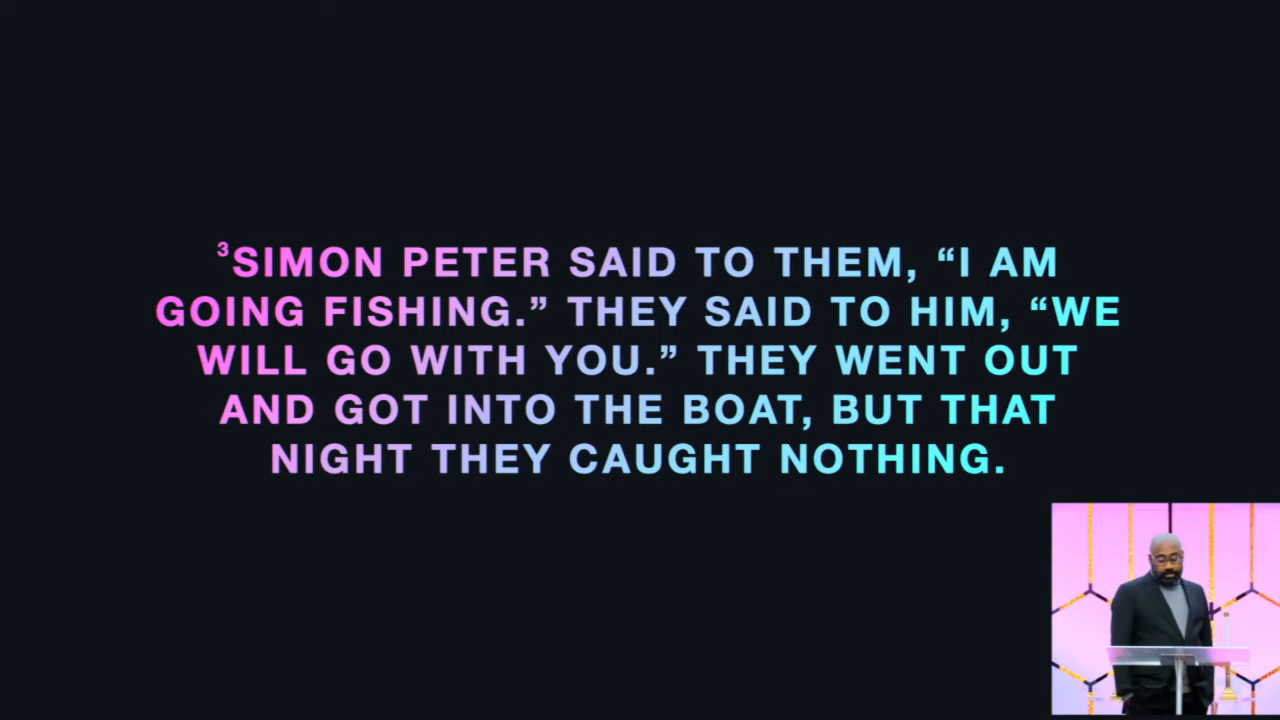 ³SIMON PETER SAID TO THEM, “I AM
GOING FISHING.” THEY SAID TO HIM, “WE
WILL GO WITH YOU.” THEY WENT OUT
AND GOT INTO THE BOAT, BUT THAT
NIGHT THEY CAUGHT NOTHING.